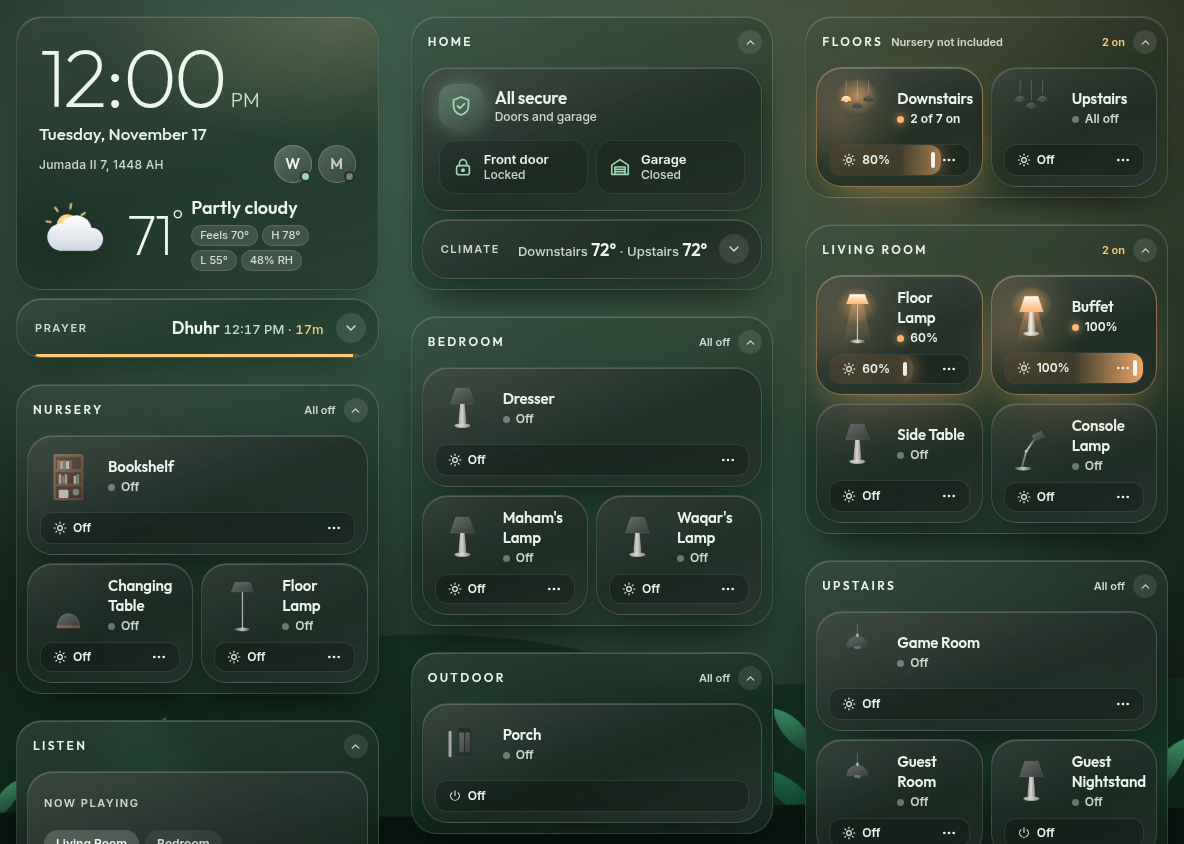 12:00 PM
Tuesday, November 17
Jumada II 7, 1448 AH
W M
71°
Partly cloudy
Feels 70° H 78°
L 55° 48% RH
PRAYER Dhuhr 12:17 PM · 17m
NURSERY All off
Bookshelf
Off
Off
Changing
Table
Off
Off
Floor
Lamp
Off
Off
LISTEN
NOW PLAYING
Living Room Bedroom
HOME
All secure
Doors and garage
Front door
Locked
Garage
Closed
CLIMATE Downstairs 72° · Upstairs 72°
BEDROOM All off
Dresser
Off
Off
Maham's
Lamp
Off
Off
Waqar's
Lamp
Off
Off
OUTDOOR All off
Porch
Off
Off
FLOORS Nursery not included 2 on
Downstairs
2 of 7 on
80%
Upstairs
All off
Off
LIVING ROOM 2 on
Floor
Lamp
60%
60%
Buffet
100%
100%
Side Table
Off
Off
Console
Lamp
Off
Off
UPSTAIRS All off
Game Room
Off
Off
Guest
Room
Off
Off
Guest
Nightstand
Off
Off